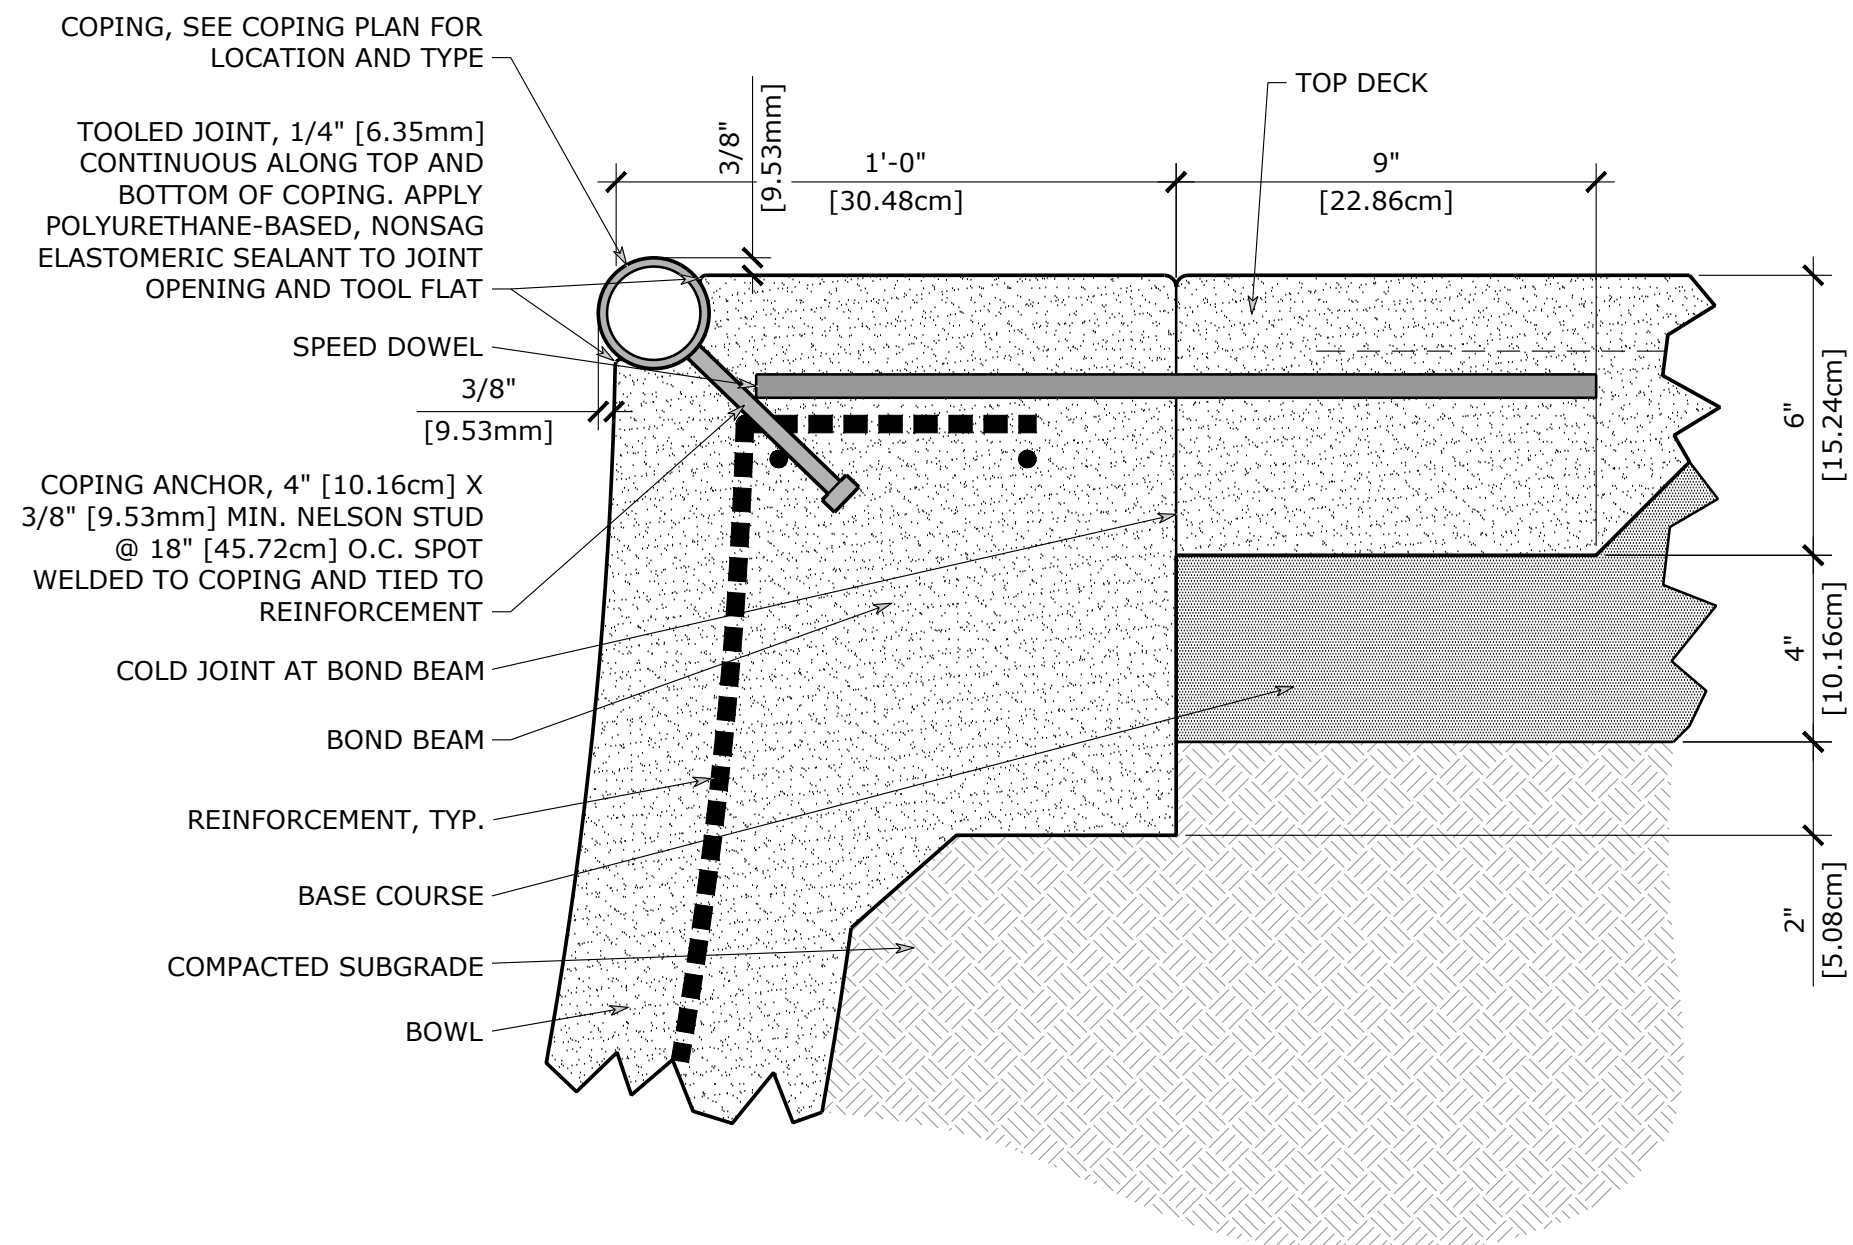 COPING, SEE COPING PLAN FOR
LOCATION AND TYPE
TOP DECK
TOOLED JOINT, 1/4" [6.35mm]
CONTINUOUS ALONG TOP AND
BOTTOM OF COPING. APPLY
POLYURETHANE-BASED, NONSAG
ELASTOMERIC SEALANT TO JOINT
OPENING AND TOOL FLAT
3/8"
[9.53mm]
1'-0"
[30.48cm]
9"
[22.86cm]
SPEED DOWEL
3/8"
[9.53mm]
6"
[15.24cm]
COPING ANCHOR, 4" [10.16cm] X
3/8" [9.53mm] MIN. NELSON STUD
@ 18" [45.72cm] O.C. SPOT
WELDED TO COPING AND TIED TO
REINFORCEMENT
4"
[10.16cm]
COLD JOINT AT BOND BEAM
BOND BEAM
REINFORCEMENT, TYP.
BASE COURSE
2"
[5.08cm]
COMPACTED SUBGRADE
BOWL